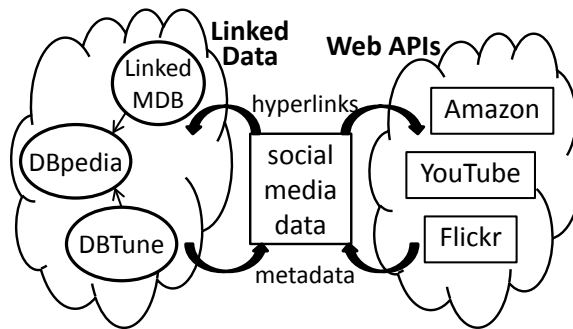 Linked
Data
Web APIs
Linked
MDB
hyperlinks
Amazon
DBpedia
social
media
data
YouTube
DBTune
Flickr
metadata